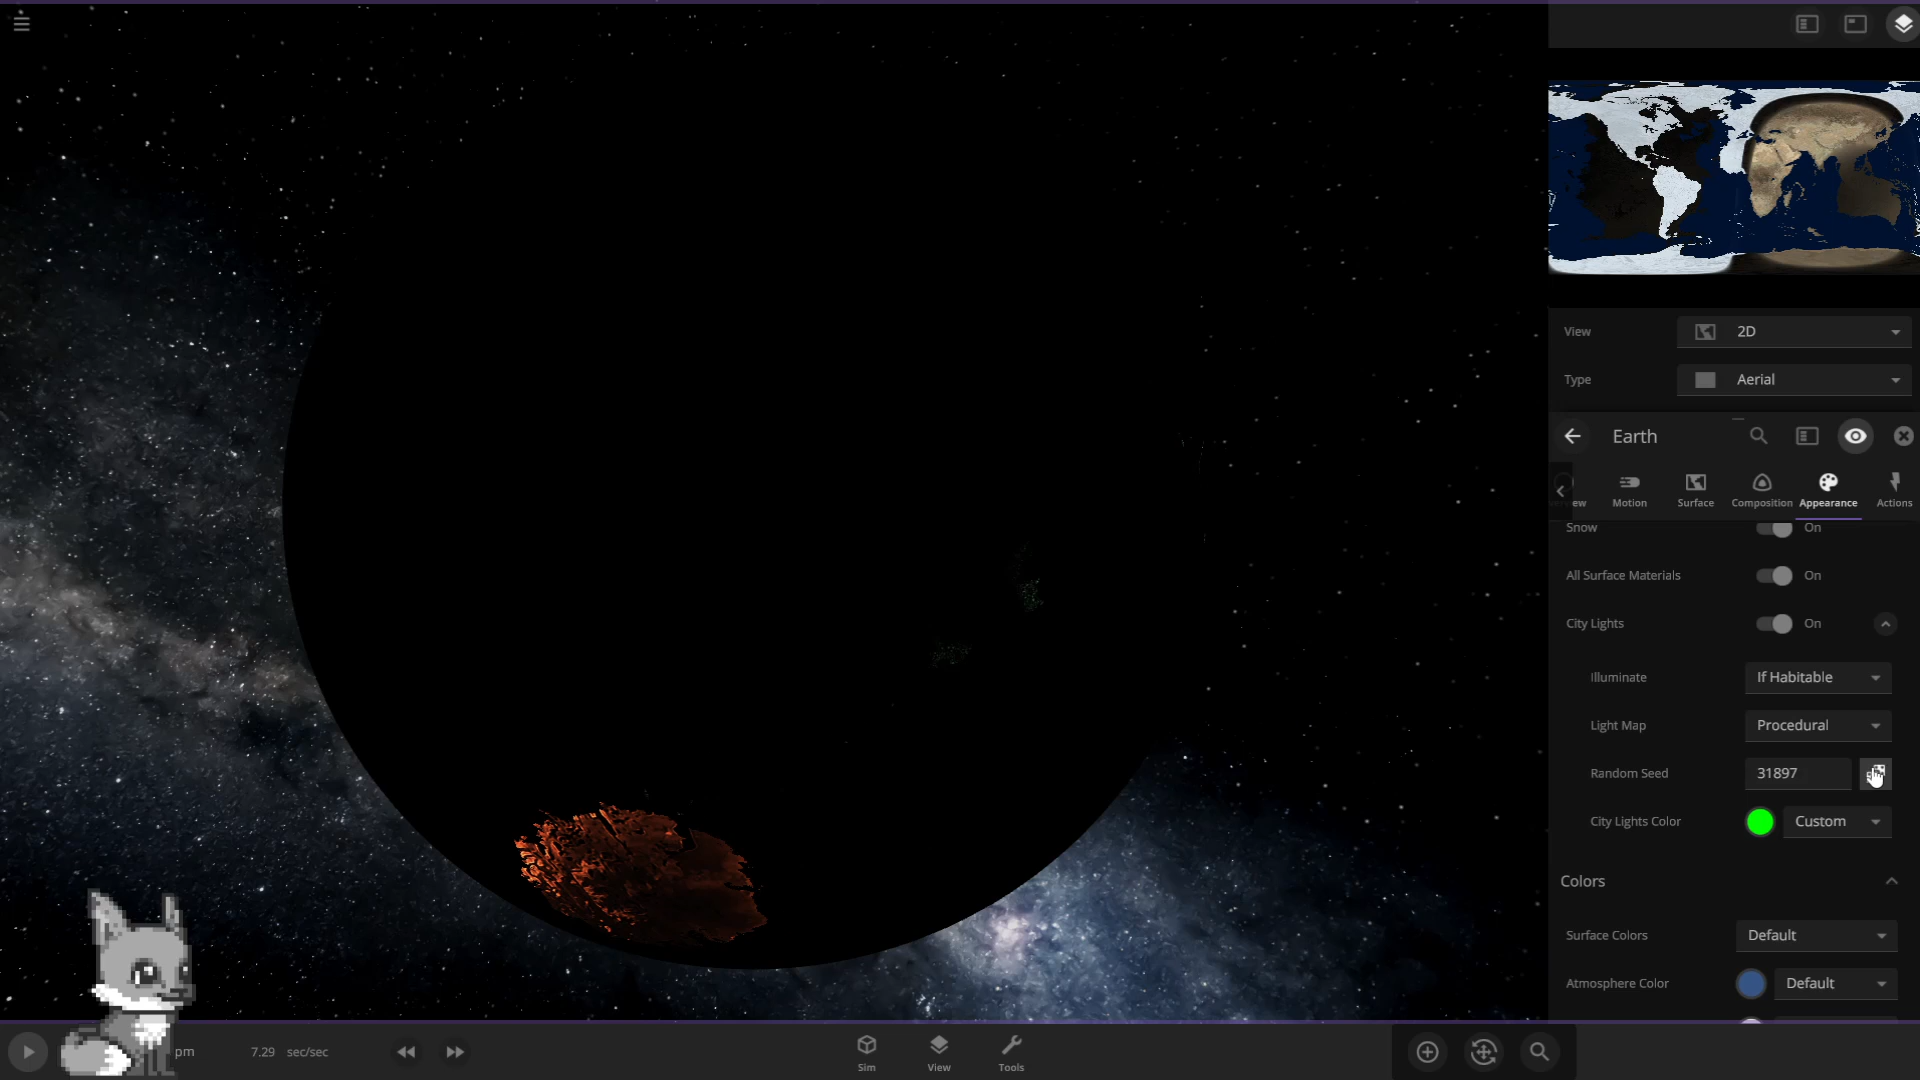 View
2D
Type
Aerial
Earth
Motion
Surface
Composition
Appearance
Actions
Snow
On
All Surface Materials
On
City Lights
On
Illuminate
If Habitable
Light Map
Procedural
Random Seed
31897
City Lights Color
Custom
Colors
Surface Colors
Default
Atmosphere Color
Default
pm
7.29 sec/sec
Sim
View
Tools